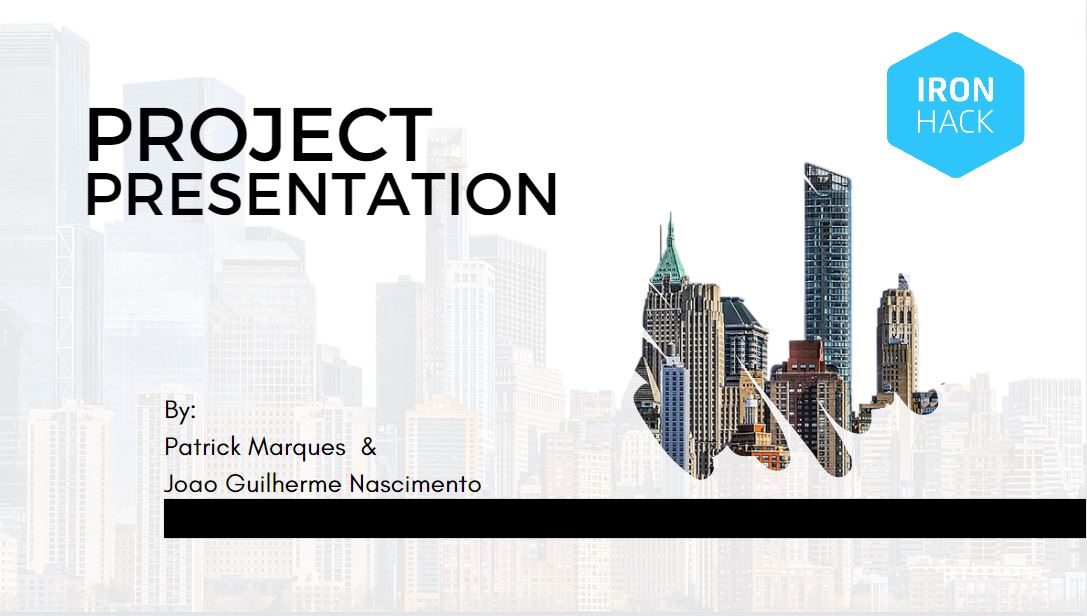 IRON
HACK
PROJECT
PRESENTATION
By:
Patrick Marques &
Joao Guilherme Nascimento